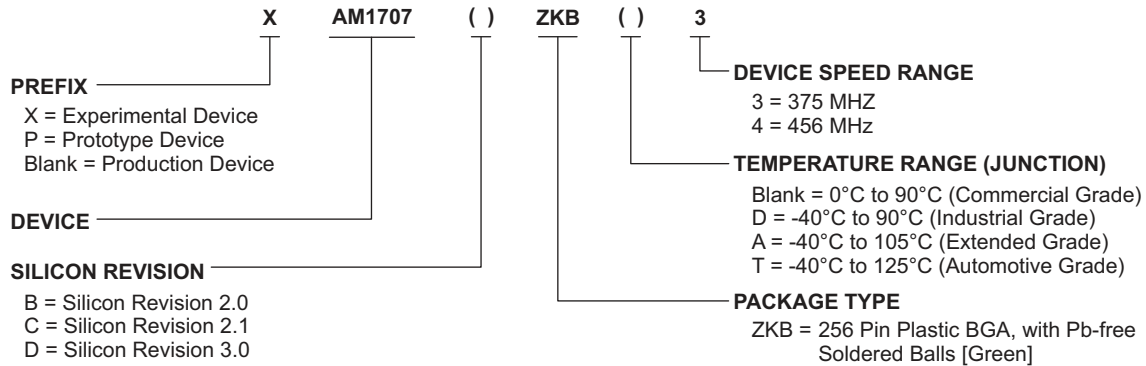 X AM1707 ( ) ZKB ( ) 3
PREFIX
X = Experimental Device
P = Prototype Device
Blank = Production Device
DEVICE
SILICON REVISION
B = Silicon Revision 2.0
C = Silicon Revision 2.1
D = Silicon Revision 3.0
DEVICE SPEED RANGE
3 = 375 MHZ
4 = 456 MHz
TEMPERATURE RANGE (JUNCTION)
Blank = 0°C to 90°C (Commercial Grade)
D = -40°C to 90°C (Industrial Grade)
A = -40°C to 105°C (Extended Grade)
T = -40°C to 125°C (Automotive Grade)
PACKAGE TYPE
ZKB = 256 Pin Plastic BGA, with Pb-free
Soldered Balls [Green]